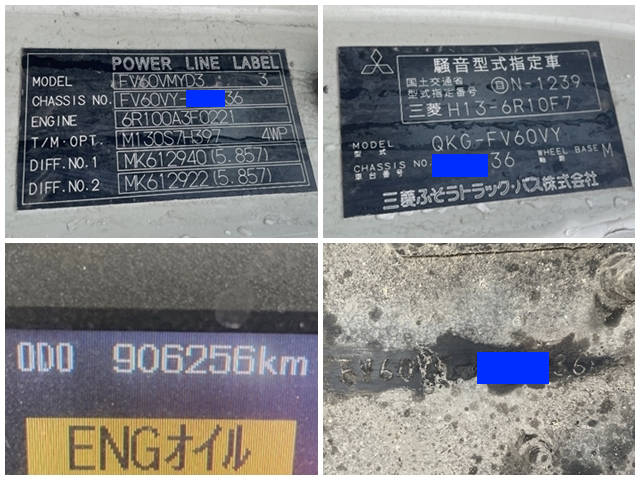 POWER LINE LABEL
MODEL FV60VMYD3 3
CHASSIS NO. FV60VY- 36
ENGINE 6R100A3F0221
T/M・OPT. M130S7H397 4WP
DIFF.NO.1 MK612940(5.857)
DIFF.NO.2 MK612922(5.857)
騒音型式指定車
国土交通省
型式指定番号 自N-1239
三菱 H13-6R10F7
MODEL
型式 QKG-FV60VY
CHASSIS NO. 36 WHEEL BASE M
車台番号 軸距
三菱ふそうトラック・バス株式会社
ODO 906256km
ENGオイル
FV60V 36